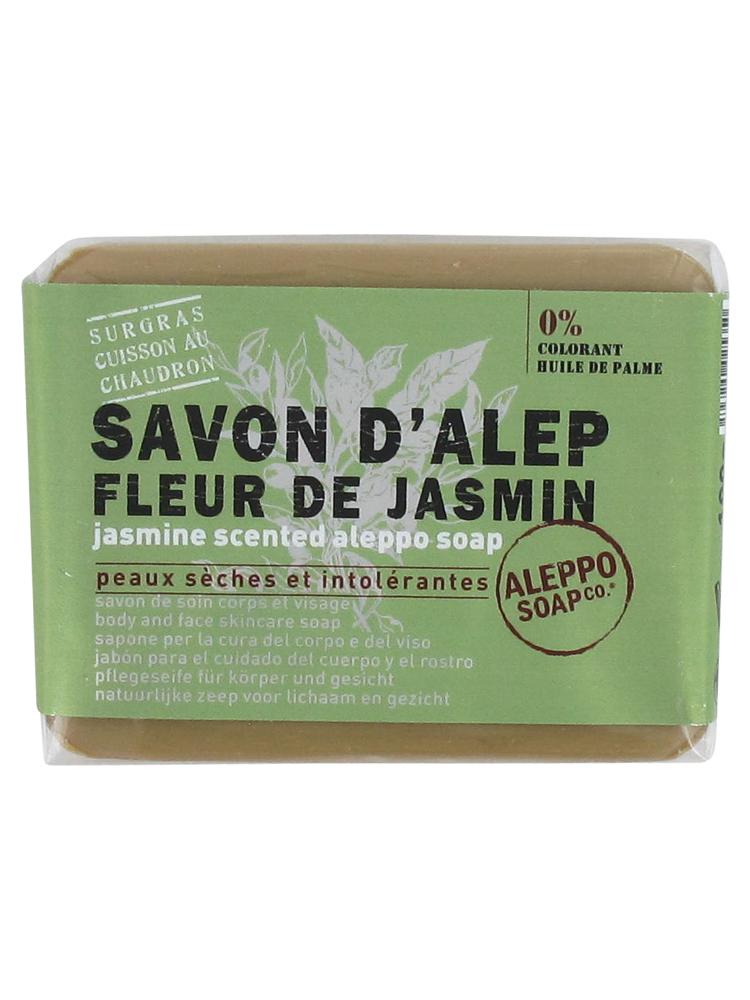 SURGRAS
CUISSON AU
CHAUDRON
0%
COLORANT
HUILE DE PALME
SAVON D'ALEP
FLEUR DE JASMIN
jasmine scented aleppo soap
peaux sèches et intolérantes
ALEPPO
SOAP CO.®
savon de soin corps et visage
body and face skincare soap
sapone per la cura del corpo e del viso
jabón para el cuidado del cuerpo y el rostro
pflegeseife für körper und gesicht
natuurlijke zeep voor lichaam en gezicht